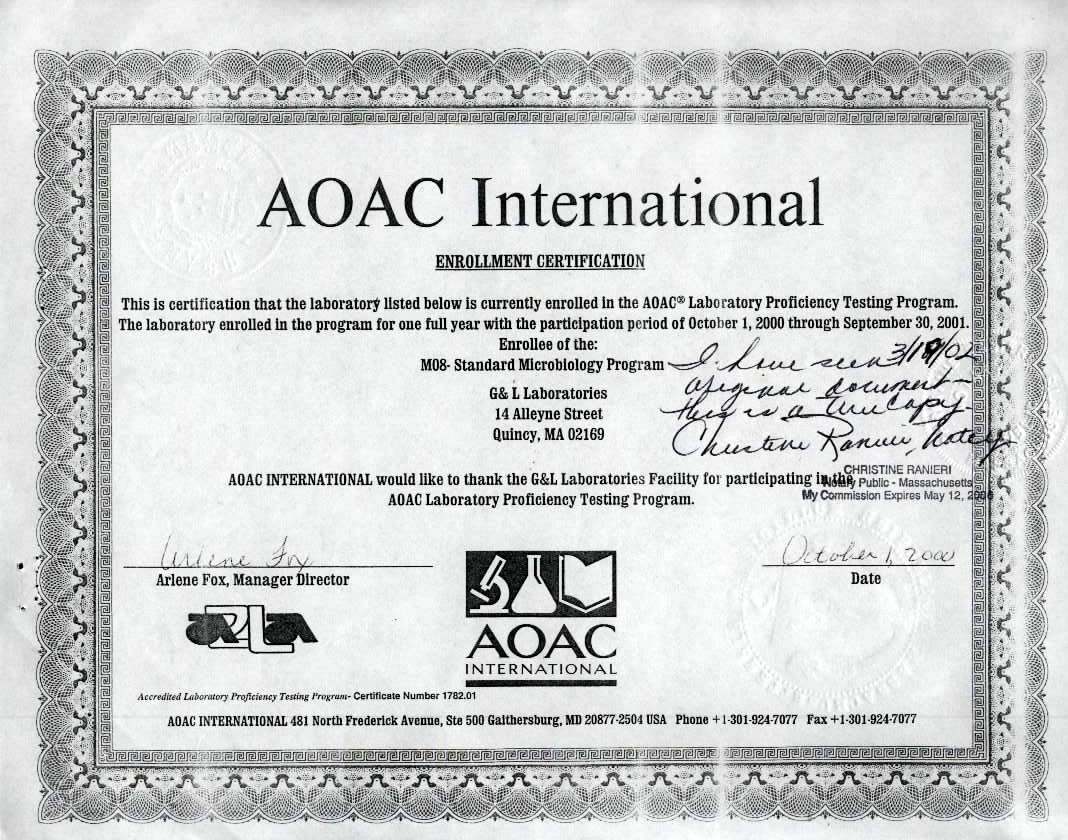 AOAC International
ENROLLMENT CERTIFICATION
This is certification that the laboratory listed below is currently enrolled in the AOAC® Laboratory Proficiency Testing Program.
The laboratory enrolled in the program for one full year with the participation period of October 1, 2000 through September 30, 2001.
Enrollee of the:
M08- Standard Microbiology Program
I have seen
original document
this is a true copy.
Christine Ranieri, Notary
G& L Laboratories
14 Alleyne Street
Quincy, MA 02169
CHRISTINE RANIERI
Notary Public - Massachusetts
My Commission Expires May 12,
AOAC INTERNATIONAL would like to thank the G&L Laboratories Facility for participating in the
AOAC Laboratory Proficiency Testing Program.
Arlene Fox
October 1, 2000
Arlene Fox, Manager Director
Date
A2LA
AOAC
INTERNATIONAL
Accredited Laboratory Proficiency Testing Program- Certificate Number 1782.01
AOAC INTERNATIONAL 481 North Frederick Avenue, Ste 500 Gaithersburg, MD 20877-2504 USA Phone +1-301-924-7077 Fax +1-301-924-7077